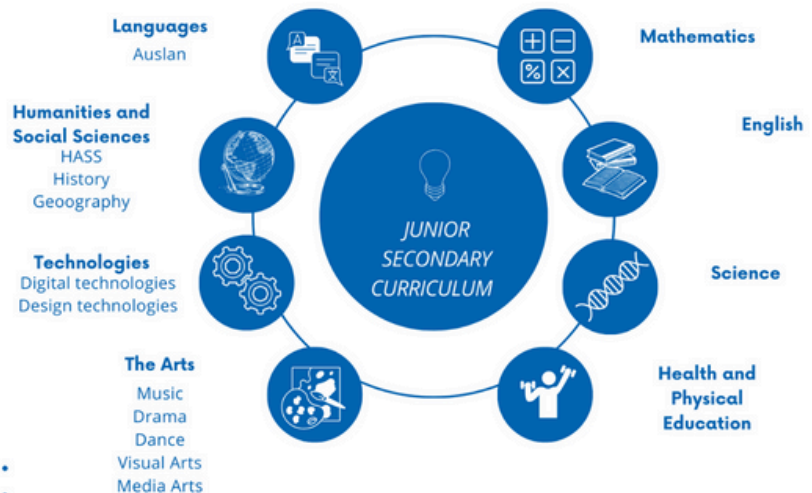 Languages
Auslan
Mathematics
Humanities and
Social Sciences
HASS
History
Geoography
English
JUNIOR
SECONDARY
CURRICULUM
Technologies
Digital technologies
Design technologies
Science
The Arts
Music
Drama
Dance
Visual Arts
Media Arts
Health and
Physical
Education